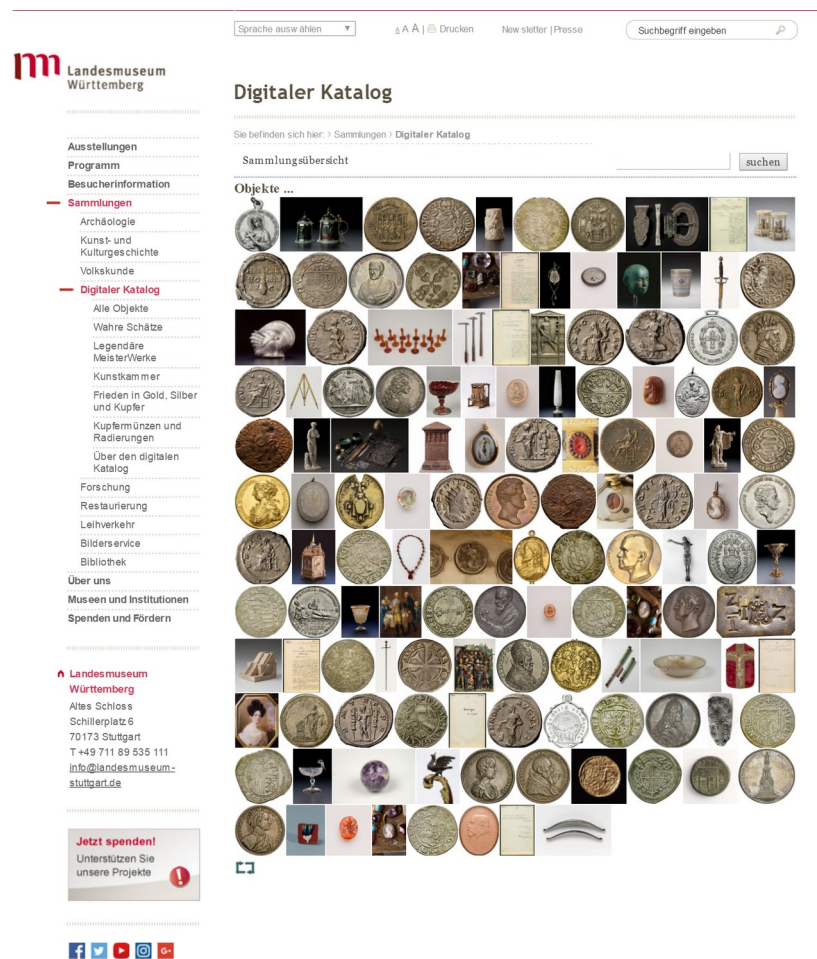 Sprache auswählen
A A A | Drucken
Newsletter | Presse
Suchbegriff eingeben
Landesmuseum
Württemberg
Digitaler Katalog
Sie befinden sich hier: › Sammlungen › Digitaler Katalog
Sammlungsübersicht
suchen
Objekte ...
Ausstellungen
Programm
Besucherinformation
Sammlungen
Archäologie
Kunst- und
Kulturgeschichte
Volkskunde
Digitaler Katalog
Alle Objekte
Wahre Schätze
Legendäre
MeisterWerke
Kunstkammer
Frieden in Gold, Silber
und Kupfer
Kupfermünzen und
Radierungen
Über den digitalen
Katalog
Forschung
Restaurierung
Leihverkehr
Bilderservice
Bibliothek
Über uns
Museen und Institutionen
Spenden und Fördern
Landesmuseum
Württemberg
Altes Schloss
Schillerplatz 6
70173 Stuttgart
T +49 711 89 535 111
info@landesmuseum-
stuttgart.de
Jetzt spenden!
Unterstützen Sie
unsere Projekte